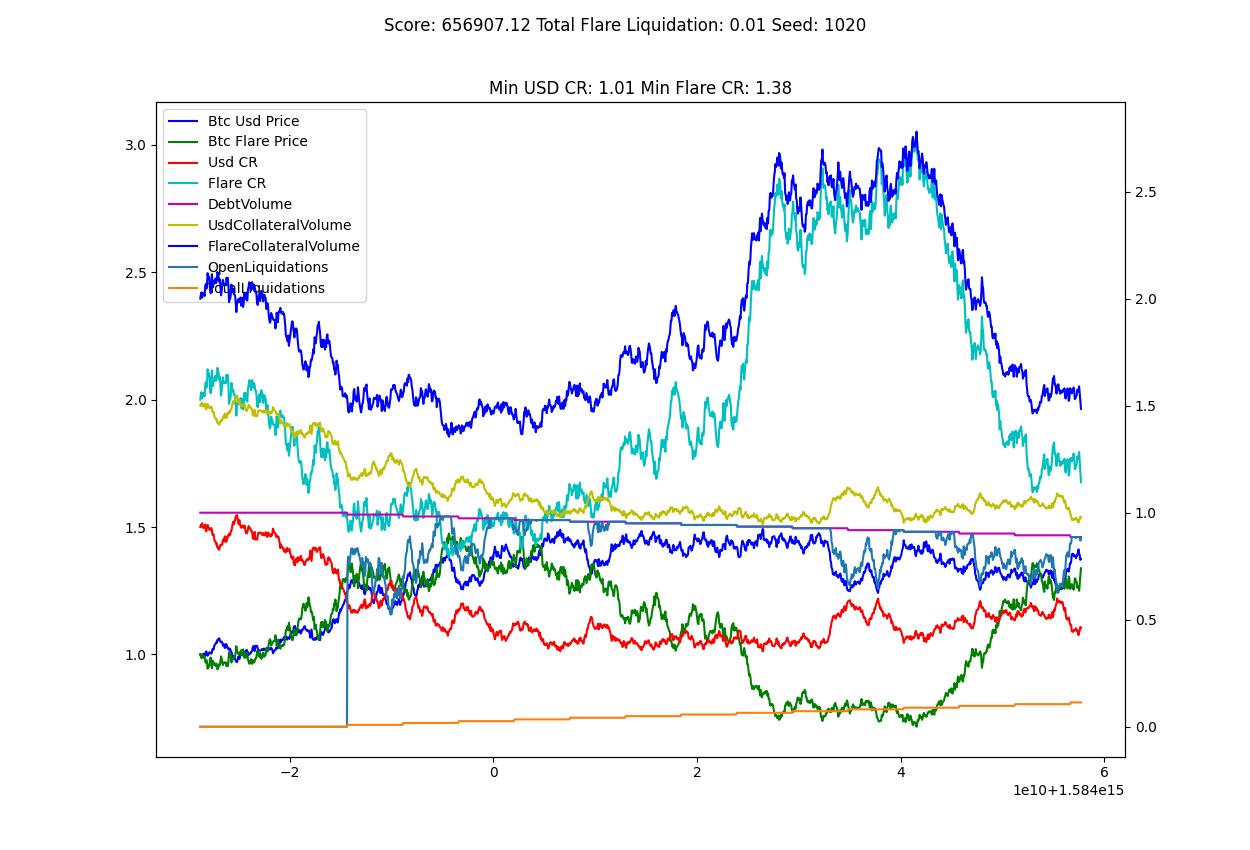 Score: 656907.12 Total Flare Liquidation: 0.01 Seed: 1020
Min USD CR: 1.01 Min Flare CR: 1.38
Btc Usd Price
Btc Flare Price
Usd CR
Flare CR
DebtVolume
UsdCollateralVolume
FlareCollateralVolume
OpenLiquidations
TotalLiquidations
3.0
2.5
2.0
1.5
1.0
2.5
2.0
1.5
1.0
0.5
0.0
−2 0 2 4 6
1e10+1.584e15